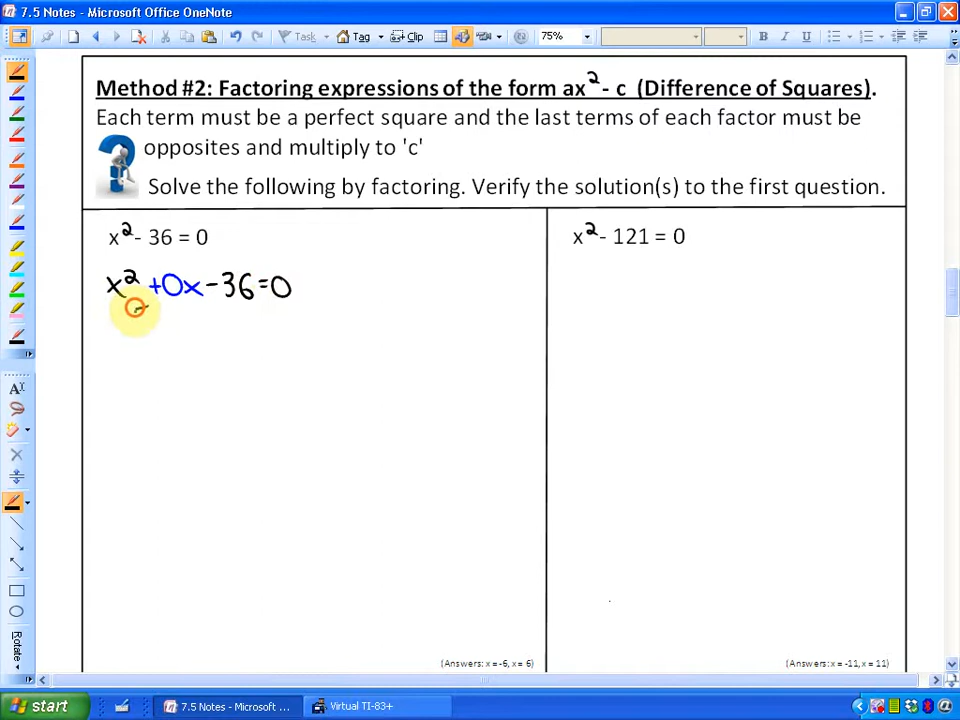 7.5 Notes - Microsoft Office OneNote
Task Tag Clip 75% B I U
Method #2: Factoring expressions of the form ax² - c (Difference of Squares).
Each term must be a perfect square and the last terms of each factor must be
opposites and multiply to 'c'
Solve the following by factoring. Verify the solution(s) to the first question.
x² - 36 = 0
x² +0x -36=0
(Answers: x = -6, x = 6)
x² - 121 = 0
(Answers: x = -11, x = 11)
A
Rotate
start 7.5 Notes - Microsoft ... Virtual TI-83+